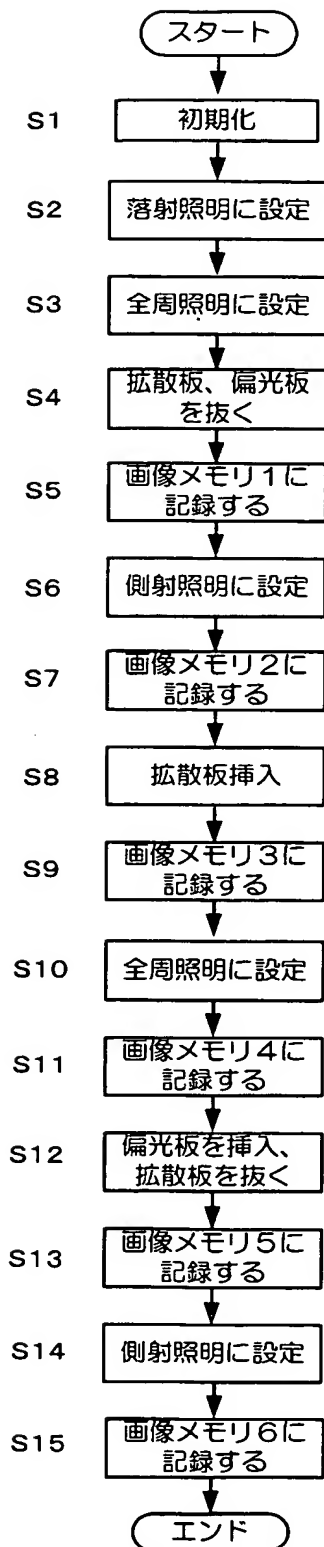 スタート
S1
初期化
S2
落射照明に設定
S3
全周照明に設定
S4
拡散板、偏光板
を抜く
S5
画像メモリ1に
記録する
S6
側射照明に設定
S7
画像メモリ2に
記録する
S8
拡散板挿入
S9
画像メモリ3に
記録する
S10
全周照明に設定
S11
画像メモリ4に
記録する
S12
偏光板を挿入、
拡散板を抜く
S13
画像メモリ5に
記録する
S14
側射照明に設定
S15
画像メモリ6に
記録する
エンド